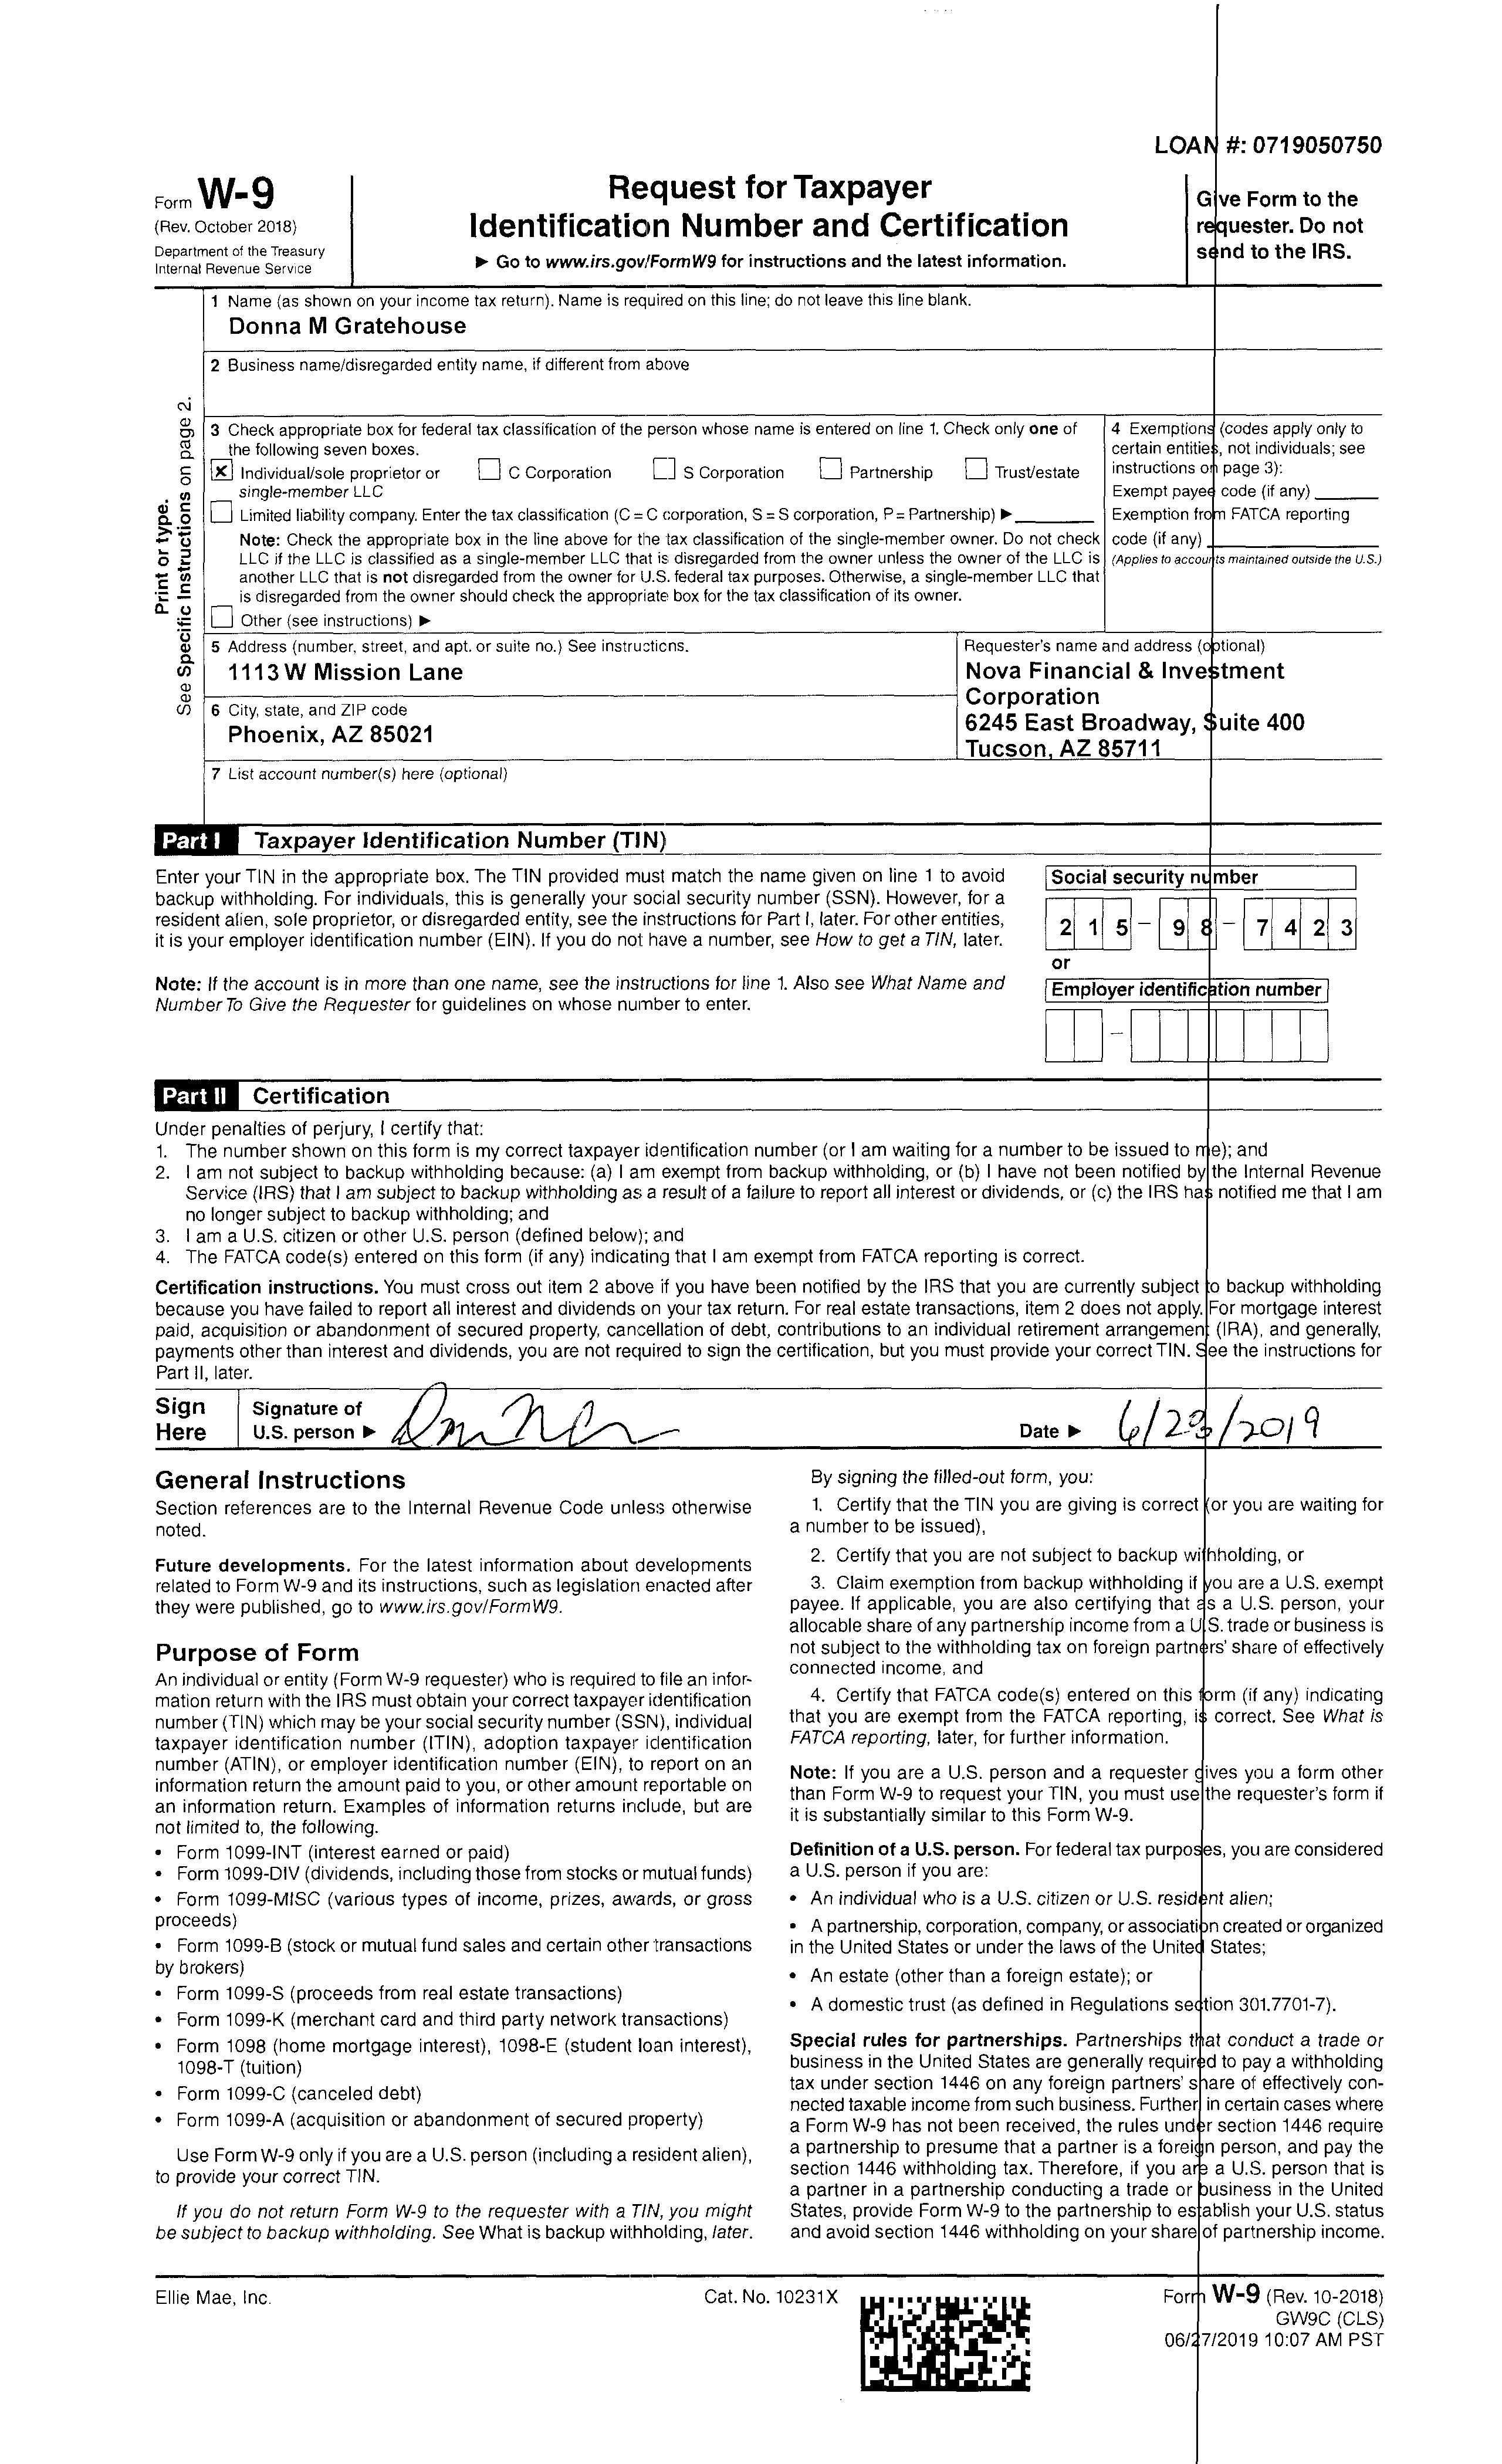 LOAN #: 0719050750
Form W-9
(Rev. October 2018)
Department of the Treasury
Internal Revenue Service
Request for Taxpayer
Identification Number and Certification
► Go to www.irs.gov/FormW9 for instructions and the latest information.
Give Form to the
requester. Do not
send to the IRS.
Print or type.
See Specific Instructions on page 2.
1 Name (as shown on your income tax return). Name is required on this line; do not leave this line blank.
Donna M Gratehouse
2 Business name/disregarded entity name, if different from above
3 Check appropriate box for federal tax classification of the person whose name is entered on line 1. Check only one of
the following seven boxes.
X Individual/sole proprietor or C Corporation S Corporation Partnership Trust/estate
single-member LLC
Limited liability company. Enter the tax classification (C = C corporation, S = S corporation, P = Partnership) ►
Note: Check the appropriate box in the line above for the tax classification of the single-member owner. Do not check
LLC if the LLC is classified as a single-member LLC that is disregarded from the owner unless the owner of the LLC is
another LLC that is not disregarded from the owner for U.S. federal tax purposes. Otherwise, a single-member LLC that
is disregarded from the owner should check the appropriate box for the tax classification of its owner.
Other (see instructions) ►
4 Exemptions (codes apply only to
certain entities, not individuals; see
instructions on page 3):
Exempt payee code (if any)
Exemption from FATCA reporting
code (if any)
(Applies to accounts maintained outside the U.S.)
5 Address (number, street, and apt. or suite no.) See instructions.
1113 W Mission Lane
6 City, state, and ZIP code
Phoenix, AZ 85021
Requester's name and address (optional)
Nova Financial & Investment
Corporation
6245 East Broadway, Suite 400
Tucson, AZ 85711
7 List account number(s) here (optional)
Part I Taxpayer Identification Number (TIN)
Enter your TIN in the appropriate box. The TIN provided must match the name given on line 1 to avoid
backup withholding. For individuals, this is generally your social security number (SSN). However, for a
resident alien, sole proprietor, or disregarded entity, see the instructions for Part I, later. For other entities,
it is your employer identification number (EIN). If you do not have a number, see How to get a TIN, later.
Note: If the account is in more than one name, see the instructions for line 1. Also see What Name and
Number To Give the Requester for guidelines on whose number to enter.
Social security number
2 1 5 - 9 8 - 7 4 2 3
or
Employer identification number
-
Part II Certification
Under penalties of perjury, I certify that:
1. The number shown on this form is my correct taxpayer identification number (or I am waiting for a number to be issued to me); and
2. I am not subject to backup withholding because: (a) I am exempt from backup withholding, or (b) I have not been notified by the Internal Revenue
Service (IRS) that I am subject to backup withholding as a result of a failure to report all interest or dividends, or (c) the IRS has notified me that I am
no longer subject to backup withholding; and
3. I am a U.S. citizen or other U.S. person (defined below); and
4. The FATCA code(s) entered on this form (if any) indicating that I am exempt from FATCA reporting is correct.
Certification instructions. You must cross out item 2 above if you have been notified by the IRS that you are currently subject to backup withholding
because you have failed to report all interest and dividends on your tax return. For real estate transactions, item 2 does not apply. For mortgage interest
paid, acquisition or abandonment of secured property, cancellation of debt, contributions to an individual retirement arrangement (IRA), and generally,
payments other than interest and dividends, you are not required to sign the certification, but you must provide your correct TIN. See the instructions for
Part II, later.
Sign
Here
Signature of
U.S. person ►
Date ► 6/23/2019
General Instructions
Section references are to the Internal Revenue Code unless otherwise
noted.
Future developments. For the latest information about developments
related to Form W-9 and its instructions, such as legislation enacted after
they were published, go to www.irs.gov/FormW9.
Purpose of Form
An individual or entity (Form W-9 requester) who is required to file an infor-
mation return with the IRS must obtain your correct taxpayer identification
number (TIN) which may be your social security number (SSN), individual
taxpayer identification number (ITIN), adoption taxpayer identification
number (ATIN), or employer identification number (EIN), to report on an
information return the amount paid to you, or other amount reportable on
an information return. Examples of information returns include, but are
not limited to, the following.
• Form 1099-INT (interest earned or paid)
• Form 1099-DIV (dividends, including those from stocks or mutual funds)
• Form 1099-MISC (various types of income, prizes, awards, or gross
proceeds)
• Form 1099-B (stock or mutual fund sales and certain other transactions
by brokers)
• Form 1099-S (proceeds from real estate transactions)
• Form 1099-K (merchant card and third party network transactions)
• Form 1098 (home mortgage interest), 1098-E (student loan interest),
1098-T (tuition)
• Form 1099-C (canceled debt)
• Form 1099-A (acquisition or abandonment of secured property)
Use Form W-9 only if you are a U.S. person (including a resident alien),
to provide your correct TIN.
If you do not return Form W-9 to the requester with a TIN, you might
be subject to backup withholding. See What is backup withholding, later.
By signing the filled-out form, you:
1. Certify that the TIN you are giving is correct (or you are waiting for
a number to be issued),
2. Certify that you are not subject to backup withholding, or
3. Claim exemption from backup withholding if you are a U.S. exempt
payee. If applicable, you are also certifying that as a U.S. person, your
allocable share of any partnership income from a U.S. trade or business is
not subject to the withholding tax on foreign partners' share of effectively
connected income, and
4. Certify that FATCA code(s) entered on this form (if any) indicating
that you are exempt from the FATCA reporting, is correct. See What is
FATCA reporting, later, for further information.
Note: If you are a U.S. person and a requester gives you a form other
than Form W-9 to request your TIN, you must use the requester's form if
it is substantially similar to this Form W-9.
Definition of a U.S. person. For federal tax purposes, you are considered
a U.S. person if you are:
• An individual who is a U.S. citizen or U.S. resident alien;
• A partnership, corporation, company, or association created or organized
in the United States or under the laws of the United States;
• An estate (other than a foreign estate); or
• A domestic trust (as defined in Regulations section 301.7701-7).
Special rules for partnerships. Partnerships that conduct a trade or
business in the United States are generally required to pay a withholding
tax under section 1446 on any foreign partners' share of effectively con-
nected taxable income from such business. Further, in certain cases where
a Form W-9 has not been received, the rules under section 1446 require
a partnership to presume that a partner is a foreign person, and pay the
section 1446 withholding tax. Therefore, if you are a U.S. person that is
a partner in a partnership conducting a trade or business in the United
States, provide Form W-9 to the partnership to establish your U.S. status
and avoid section 1446 withholding on your share of partnership income.
Ellie Mae, Inc.
Cat. No. 10231X
Form W-9 (Rev. 10-2018)
GW9C (CLS)
06/27/2019 10:07 AM PST